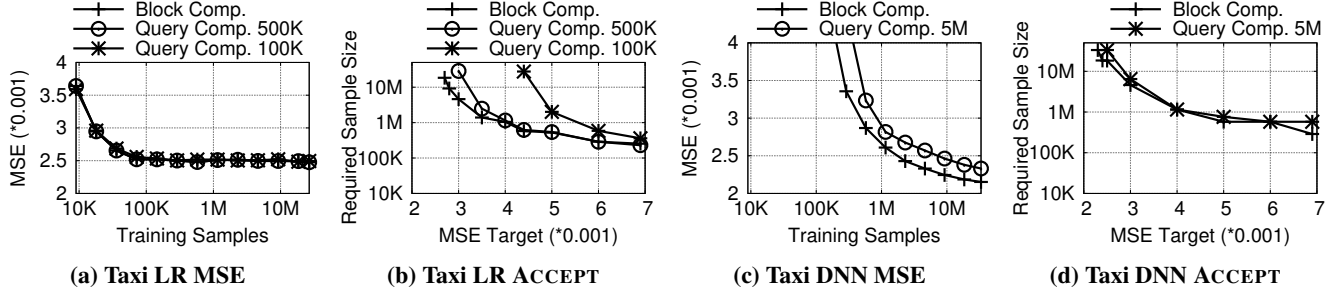 Block Comp.
Query Comp. 500K
Query Comp. 100K
MSE (*0.001)
4
3.5
3
2.5
2
10K 100K 1M 10M
Training Samples
(a) Taxi LR MSE
Block Comp.
Query Comp. 500K
Query Comp. 100K
Required Sample Size
10M
1M
100K
10K
2 3 4 5 6 7
MSE Target (*0.001)
(b) Taxi LR ACCEPT
Block Comp.
Query Comp. 5M
MSE (*0.001)
4
3.5
3
2.5
2
10K 100K 1M 10M
Training Samples
(c) Taxi DNN MSE
Block Comp.
Query Comp. 5M
Required Sample Size
10M
1M
100K
10K
2 3 4 5 6 7
MSE Target (*0.001)
(d) Taxi DNN ACCEPT